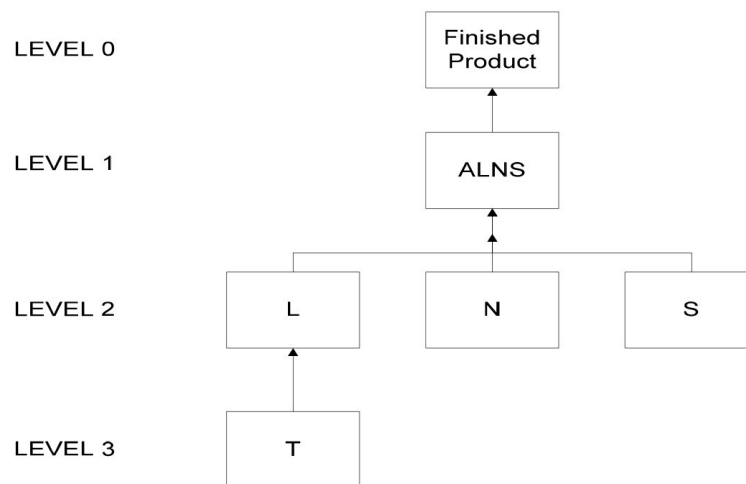 LEVEL 0
Finished
Product
LEVEL 1
ALNS
LEVEL 2
L
N
S
LEVEL 3
T